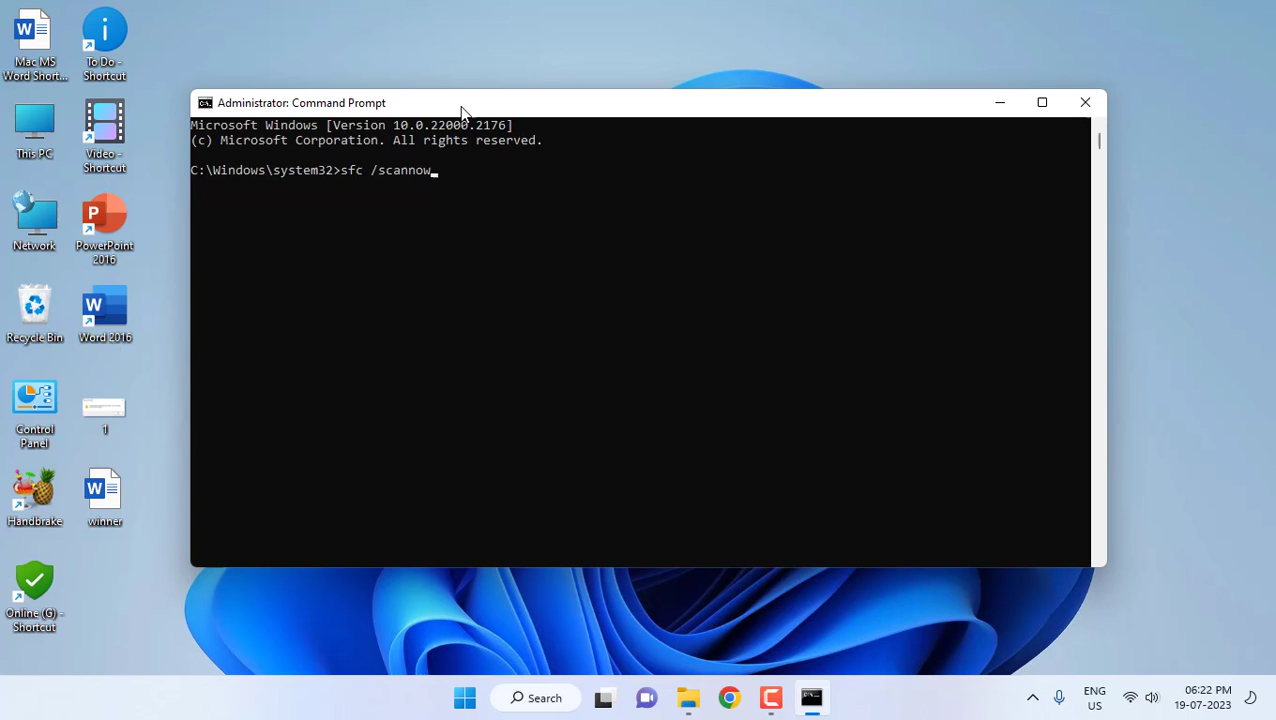 Mac MS
Word Short...
To Do -
Shortcut
This PC
Video -
Shortcut
Network
PowerPoint
2016
Recycle Bin
Word 2016
Control
Panel
1
Handbrake
winner
Online (G) -
Shortcut
Administrator: Command Prompt
Microsoft Windows [Version 10.0.22000.2176]
(c) Microsoft Corporation. All rights reserved.
C:\Windows\system32>sfc /scannow
Search
ENG
US
06:22 PM
19-07-2023